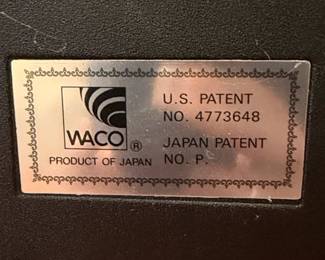 WACO ®
PRODUCT OF JAPAN
U.S. PATENT
NO. 4773648
JAPAN PATENT
NO. P.